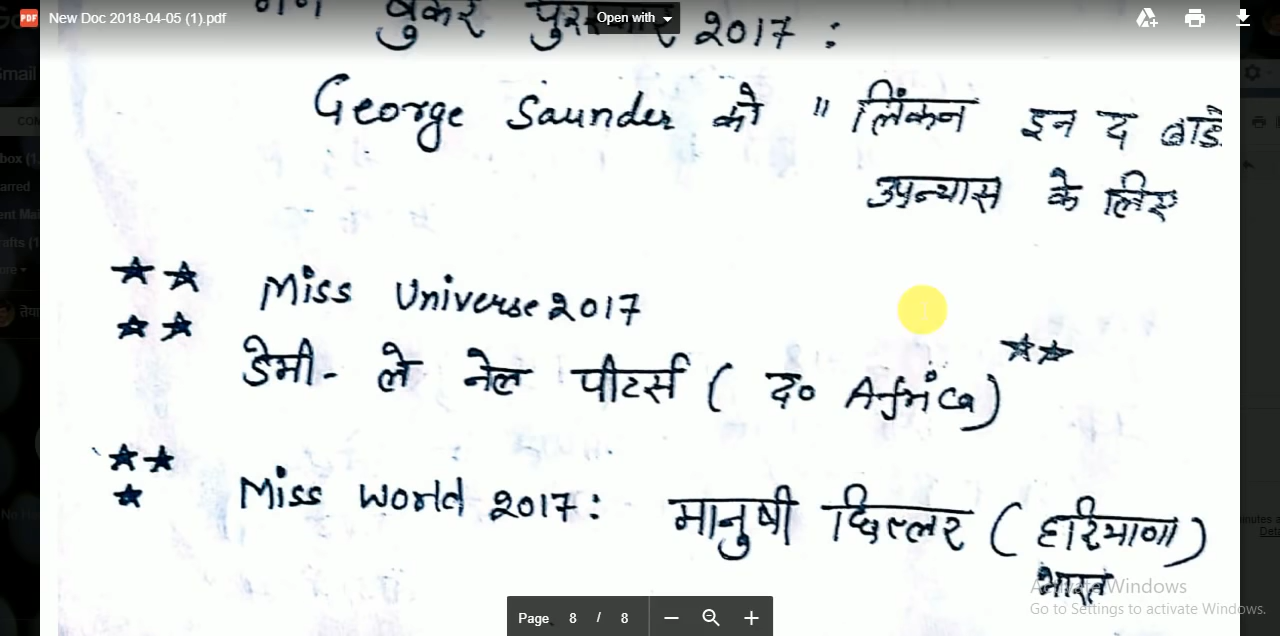 New Doc 2018-04-05 (1).pdf
Open with
बुकर पुरस्कार 2017 :
George Saunder को " लिंकन इन द बार्डो
उपन्यास के लिए
Miss Universe 2017
डेमी - ले नेल पीटर्स ( द० Africa)
Miss World 2017 : मानुषी छिल्लर ( हरियाणा )
भारत
Activate Windows
Go to Settings to activate Windows.
Page 8 / 8